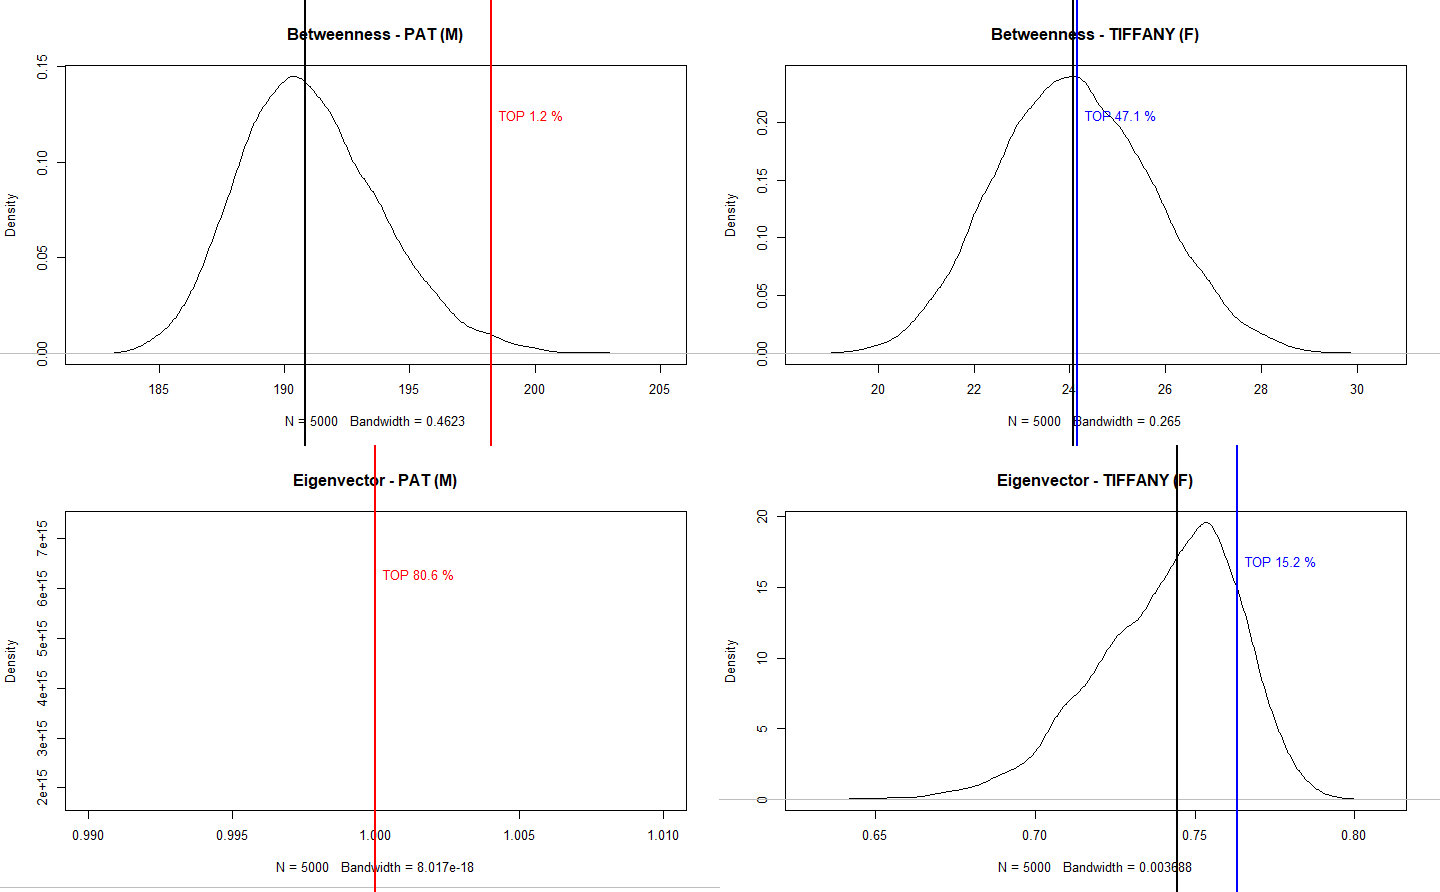 Betweenness - PAT (M)
Density
0.00
0.05
0.10
0.15
TOP 1.2 %
185
190
195
200
205
N = 5000 Bandwidth = 0.4623
Betweenness - TIFFANY (F)
Density
0.00
0.05
0.10
0.15
0.20
TOP 47.1 %
20
22
24
26
28
30
N = 5000 Bandwidth = 0.265
Eigenvector - PAT (M)
Density
2e+15
3e+15
4e+15
5e+15
6e+15
7e+15
TOP 80.6 %
0.990
0.995
1.000
1.005
1.010
N = 5000 Bandwidth = 8.017e-18
Eigenvector - TIFFANY (F)
Density
0
5
10
15
20
TOP 15.2 %
0.65
0.70
0.75
0.80
N = 5000 Bandwidth = 0.003688